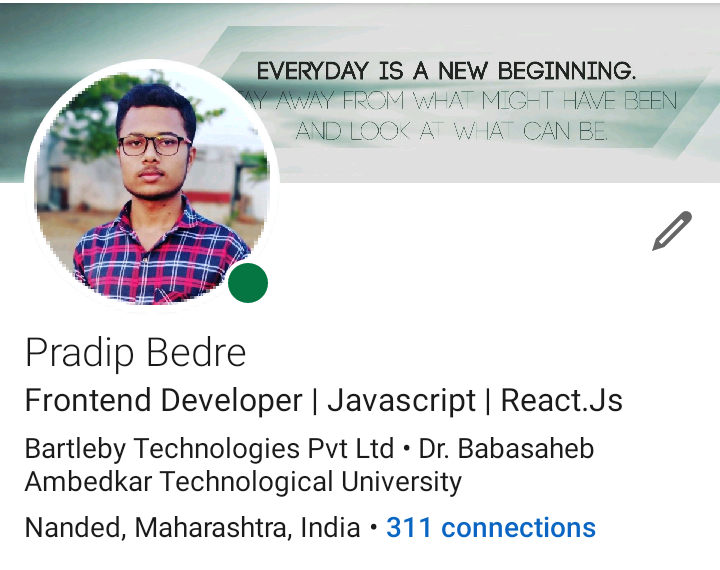 EVERYDAY IS A NEW BEGINNING.
AY AWAY FROM WHAT MIGHT HAVE BEEN
AND LOOK AT WHAT CAN BE.
Pradip Bedre
Frontend Developer | Javascript | React.Js
Bartleby Technologies Pvt Ltd • Dr. Babasaheb
Ambedkar Technological University
Nanded, Maharashtra, India • 311 connections